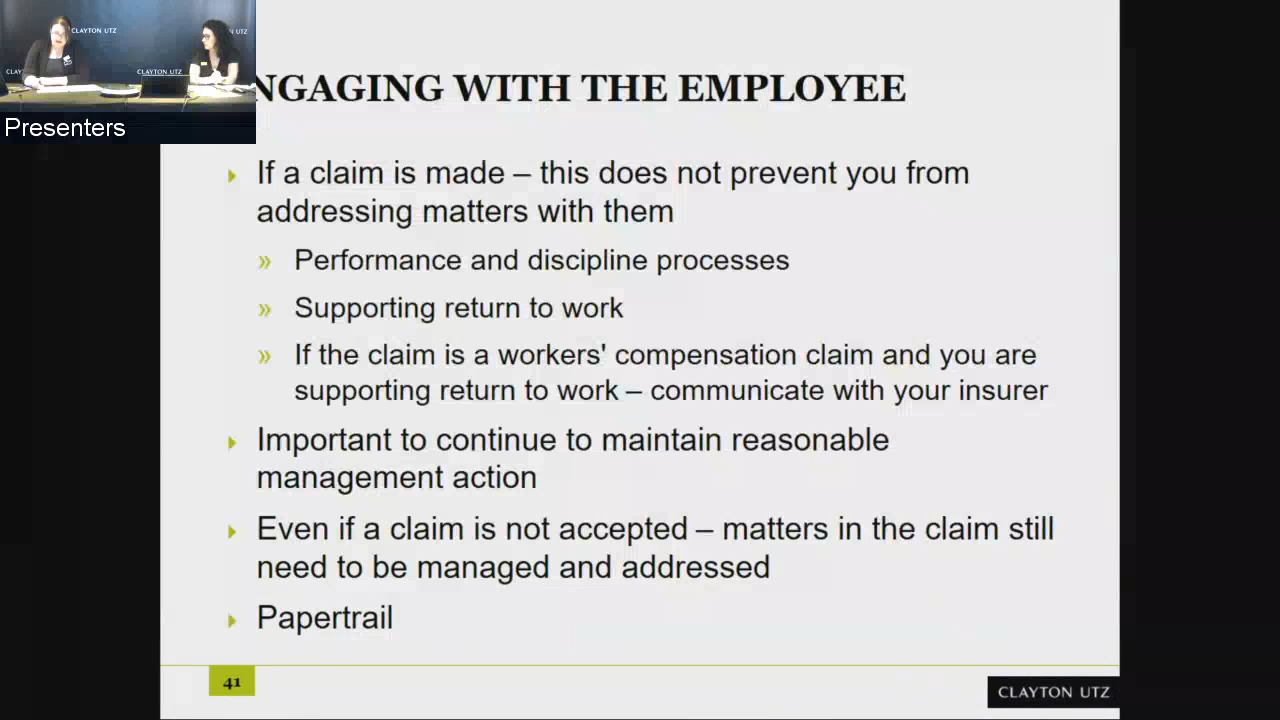 CLAYTON UTZ
UTZ
CLAY
CLAYTON UTZ
Presenters
NGAGING WITH THE EMPLOYEE
If a claim is made – this does not prevent you from
addressing matters with them
» Performance and discipline processes
» Supporting return to work
» If the claim is a workers' compensation claim and you are
supporting return to work – communicate with your insurer
Important to continue to maintain reasonable
management action
Even if a claim is not accepted – matters in the claim still
need to be managed and addressed
Papertrail
41
CLAYTON UTZ